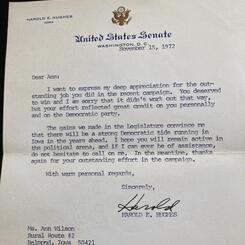 HAROLD E. HUGHES
IOWA
United States Senate
WASHINGTON, D.C.
November 15, 1972
Dear Ann:
I want to express my deep appreciation for the out-
standing job you did in the recent campaign. You deserved
to win and I am sorry that it didn't work out that way,
but your effort reflected great credit on you personally
and on the Democratic party.
The gains we made in the Legislature convince me
that there will be a strong Democratic tide running in
Iowa in the years ahead. I hope you will remain active in
the political arena, and if I can ever be of assistance,
do not hesitate to call on me. In the meantime, thanks
again for your outstanding effort in the campaign.
With warm personal regards,
Sincerely,
Harold
HAROLD E. HUGHES
Ms. Ann Wilson
Rural Route #2
Belmond, Iowa 50421